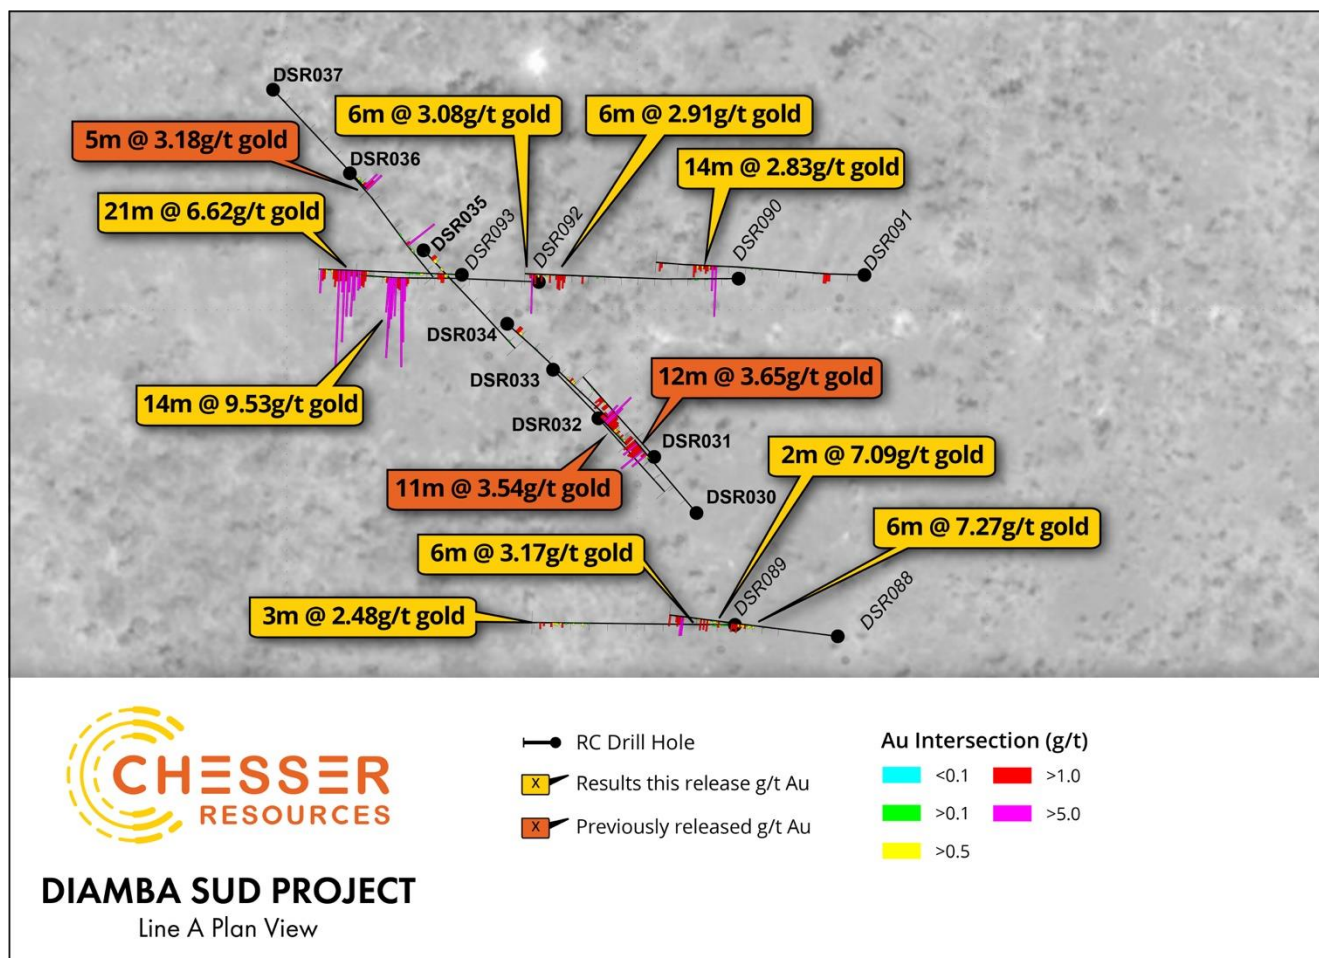 DSR037
6m @ 3.08g/t gold
6m @ 2.91g/t gold
5m @ 3.18g/t gold
DSR036
14m @ 2.83g/t gold
21m @ 6.62g/t gold
DSR035
DSR093
DSR092
DSR090
DSR091
DSR034
DSR033
12m @ 3.65g/t gold
14m @ 9.53g/t gold
DSR032
DSR031
2m @ 7.09g/t gold
11m @ 3.54g/t gold
DSR030
6m @ 7.27g/t gold
6m @ 3.17g/t gold
DSR089
DSR088
3m @ 2.48g/t gold
CHESSER
RESOURCES
DIAMBA SUD PROJECT
Line A Plan View
RC Drill Hole
X Results this release g/t Au
X Previously released g/t Au
Au Intersection (g/t)
<0.1 >1.0
>0.1 >5.0
>0.5